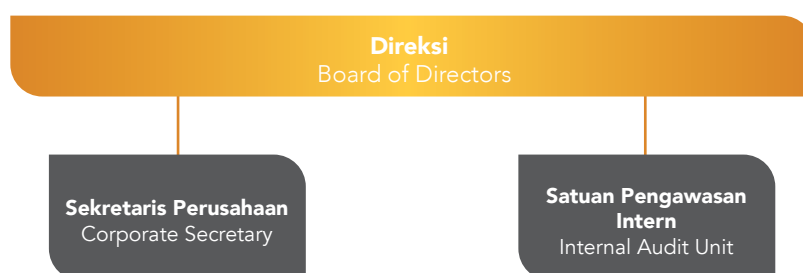 Direksi
Board of Directors
Sekretaris Perusahaan
Corporate Secretary
Satuan Pengawasan
Intern
Internal Audit Unit